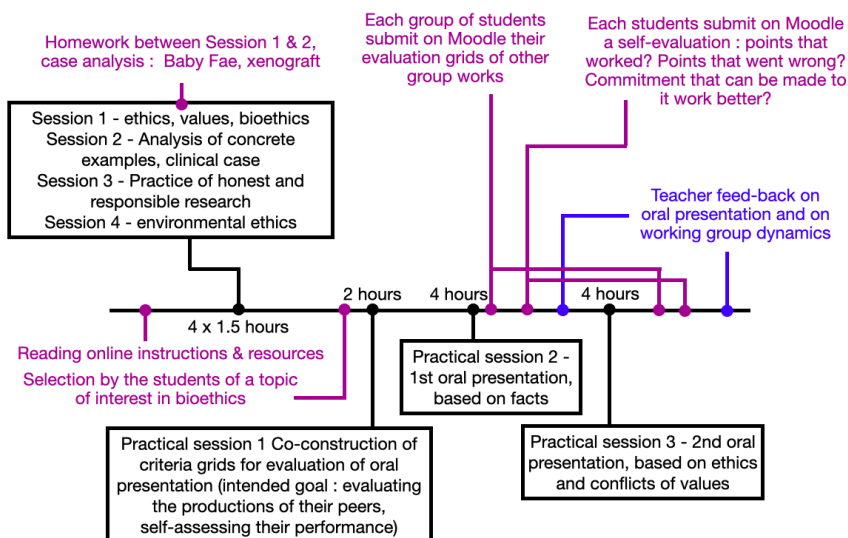 Homework between Session 1 & 2,
case analysis : Baby Fae, xenograft
Each group of students
submit on Moodle their
evaluation grids of other
group works
Each students submit on Moodle
a self-evaluation : points that
worked? Points that went wrong?
Commitment that can be made to
it work better?
Session 1 - ethics, values, bioethics
Session 2 - Analysis of concrete
examples, clinical case
Session 3 - Practice of honest and
responsible research
Session 4 - environmental ethics
Teacher feed-back on
oral presentation and on
working group dynamics
4 x 1.5 hours
2 hours
4 hours
4 hours
Reading online instructions & resources
Selection by the students of a topic
of interest in bioethics
Practical session 1 Co-construction of
criteria grids for evaluation of oral
presentation (intended goal : evaluating
the productions of their peers,
self-assessing their performance)
Practical session 2 -
1st oral presentation,
based on facts
Practical session 3 - 2nd oral
presentation, based on ethics
and conflicts of values